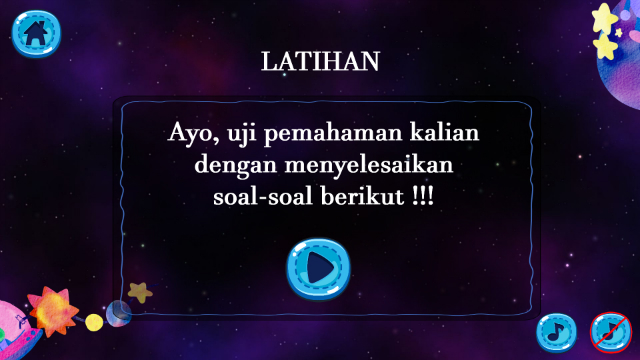 LATIHAN
Ayo, uji pemahaman kalian
dengan menyelesaikan
soal-soal berikut !!!